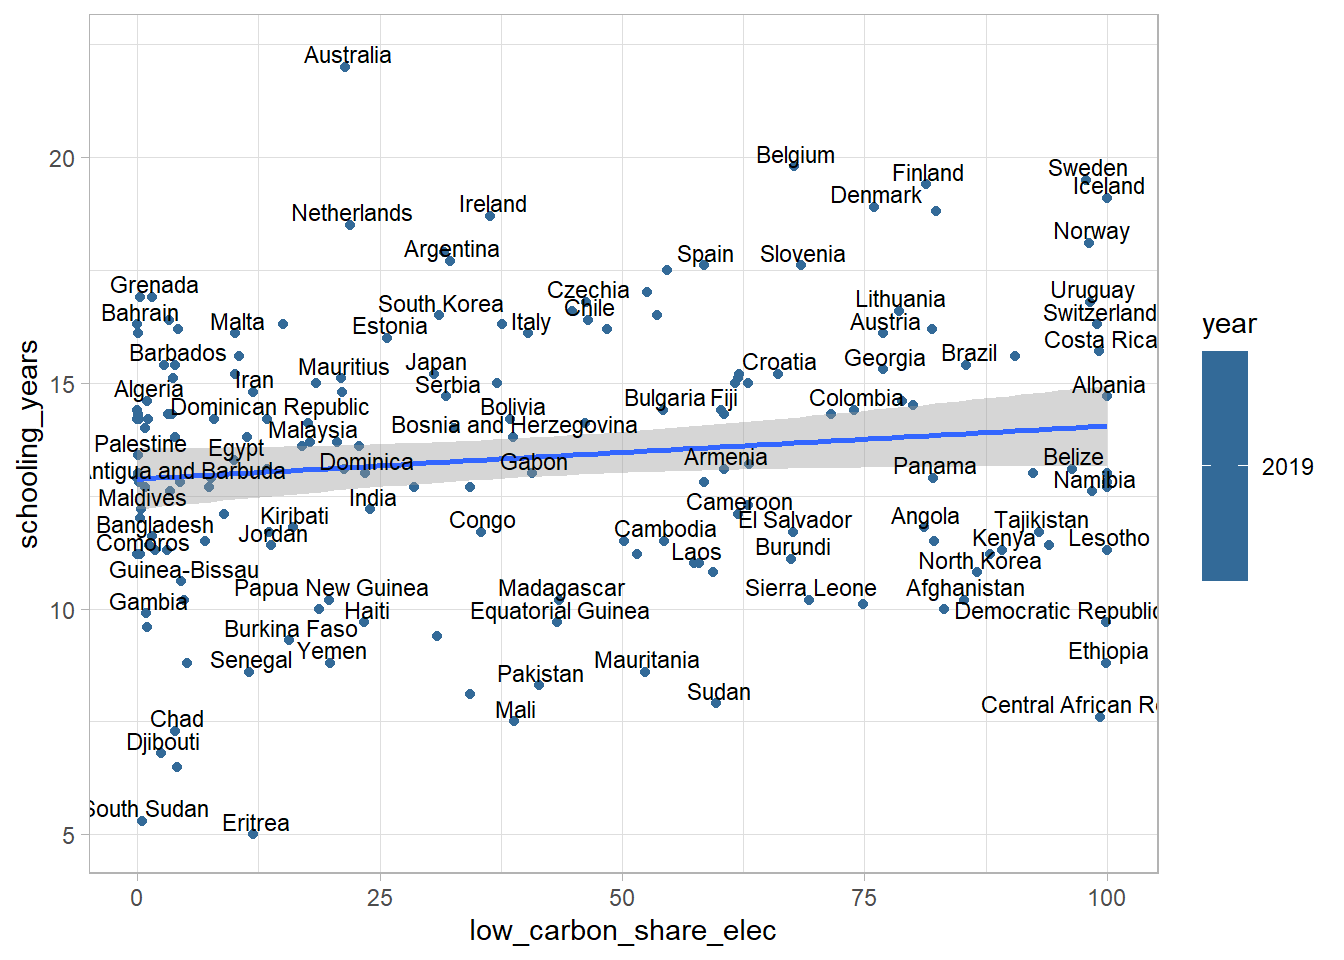 Australia
Belgium
Sweden
Finland
Iceland
Denmark
Ireland
Netherlands
Norway
Argentina
Spain
Slovenia
Grenada
Czechia
Uruguay
Lithuania
South Korea
Chile
Bahrain
Malta
Italy
Austria
Switzerland
Estonia
Costa Rica
Barbados
Brazil
Georgia
Japan
Croatia
Mauritius
Iran
Serbia
Albania
Algeria
Bulgaria
Fiji
Colombia
Dominican Republic
Bolivia
Malaysia
Bosnia and Herzegovina
Palestine
Egypt
Armenia
Belize
Antigua and Barbuda
Dominica
Gabon
Panama
Namibia
Maldives
India
Cameroon
Kiribati
Bangladesh
Congo
El Salvador
Angola
Tajikistan
Jordan
Cambodia
Kenya
Lesotho
Comoros
Laos
Burundi
Guinea-Bissau
North Korea
Papua New Guinea
Madagascar
Sierra Leone
Afghanistan
Gambia
Haiti
Equatorial Guinea
Democratic Republic
Burkina Faso
Yemen
Senegal
Mauritania
Ethiopia
Pakistan
Sudan
Mali
Central African Re
Chad
Djibouti
South Sudan
Eritrea
20
15
10
5
0
25
50
75
100
low_carbon_share_elec
schooling_years
year
2019